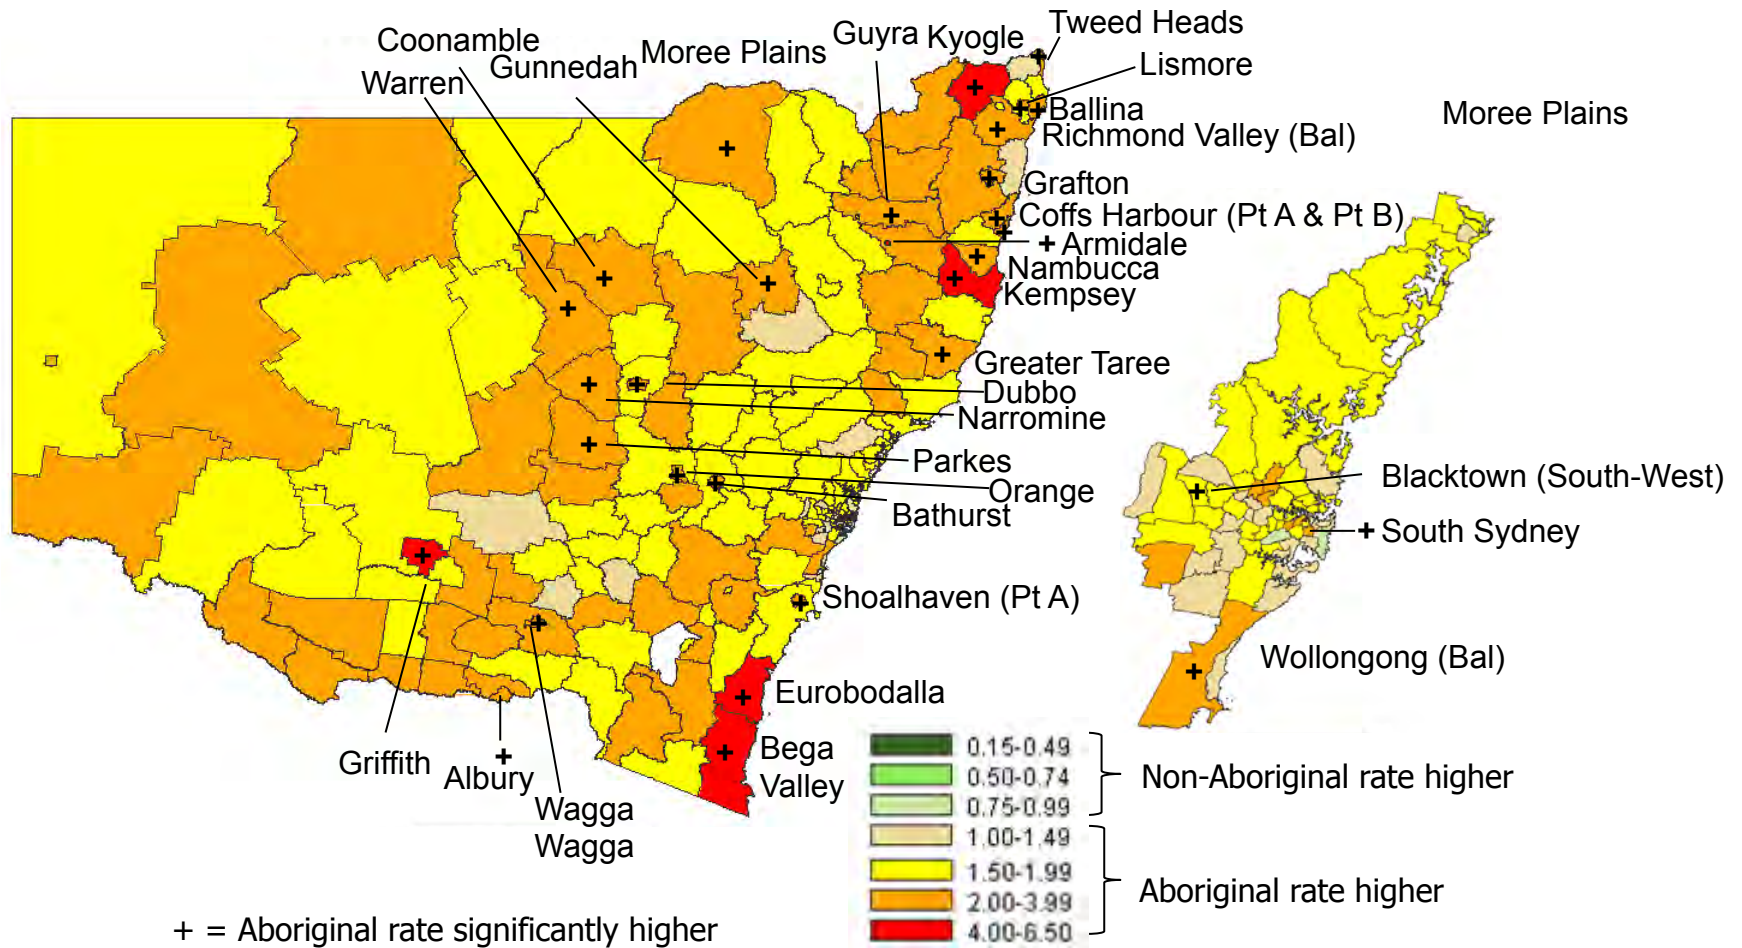 Tweed Heads
Coonamble
Guyra
Kyogle
Moree Plains
Gunnedah
Lismore
Warren
Ballina
Moree Plains
Richmond Valley (Bal)
Grafton
Coffs Harbour (Pt A & Pt B)
+ Armidale
Nambucca
Kempsey
Greater Taree
Dubbo
Narromine
Parkes
Blacktown (South-West)
Orange
Bathurst
+ South Sydney
Shoalhaven (Pt A)
Wollongong (Bal)
Eurobodalla
Griffith
Albury
Bega
Valley
Wagga
Wagga
0.15-0.49
0.50-0.74
0.75-0.99
Non-Aboriginal rate higher
1.00-1.49
1.50-1.99
2.00-3.99
4.00-6.50
Aboriginal rate higher
+ = Aboriginal rate significantly higher